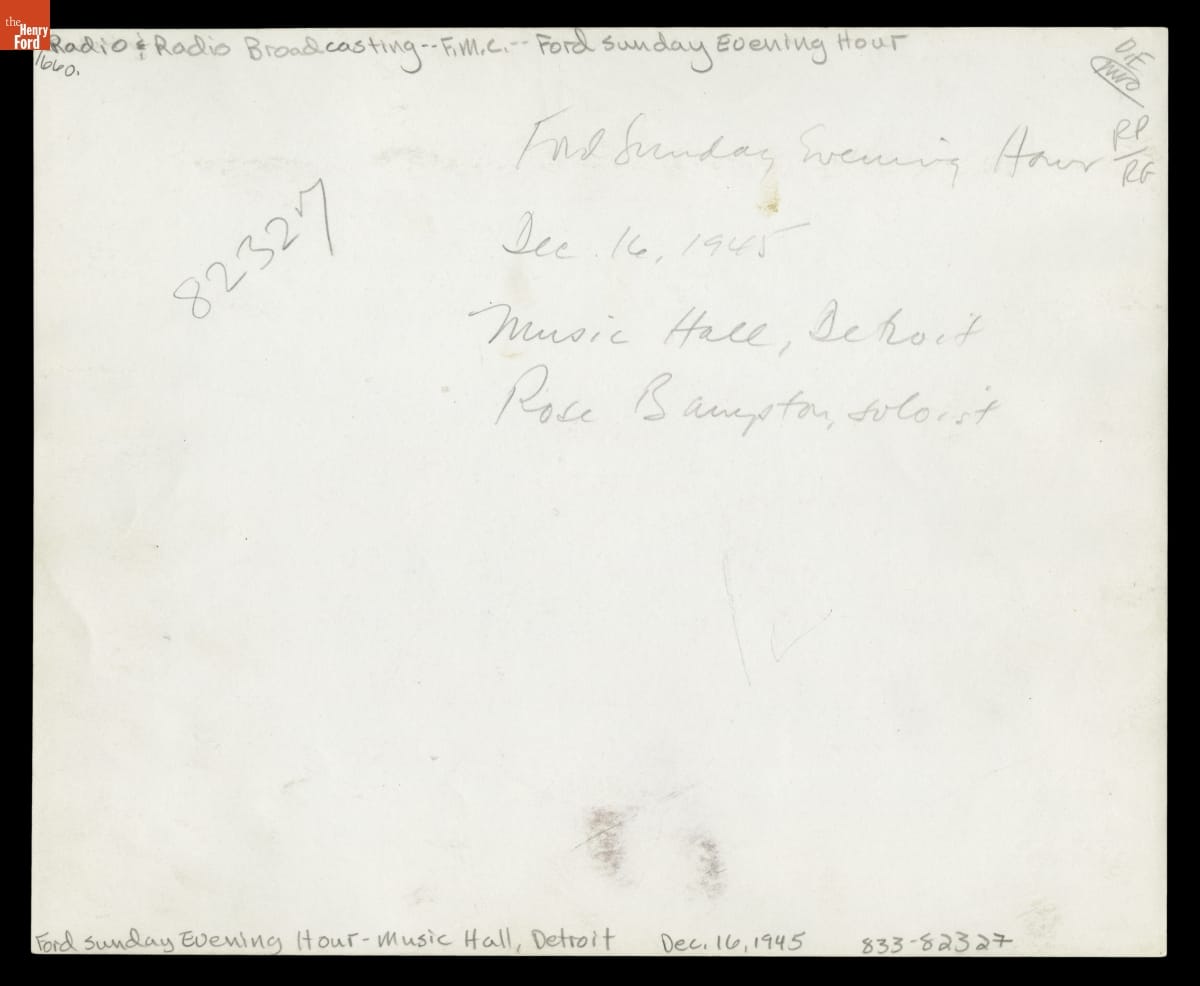 the
Henry
Ford
Radio & Radio Broadcasting--F.M.C.-- Ford Sunday Evening Hour
1660.
Ford Sunday Evening Hour
RP
RG
82327
Dec. 16, 1945
Music Hall, Detroit
Rose Bampton, soloist
Ford Sunday Evening Hour - Music Hall, Detroit Dec. 16, 1945 833-82327